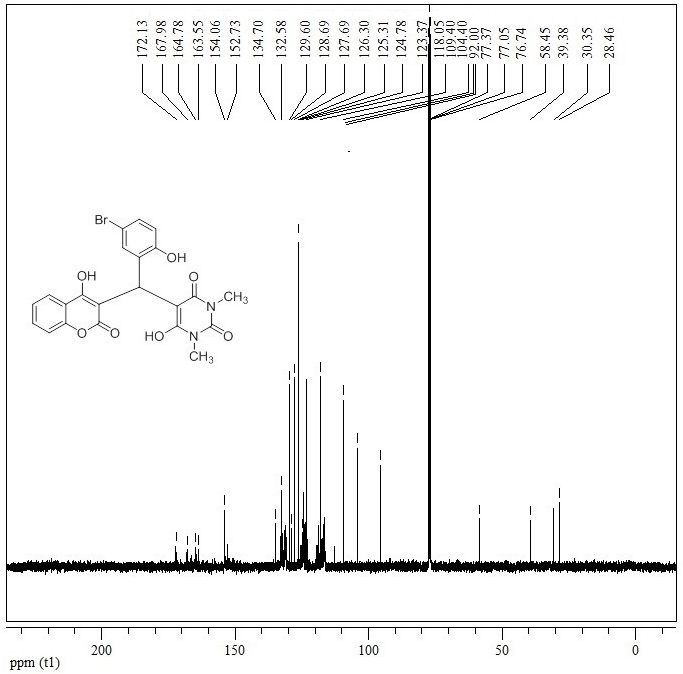 172.13
167.98
164.78
163.55
154.06
152.73
134.70
132.58
129.60
128.69
127.69
126.30
125.31
124.78
123.37
118.05
109.40
104.40
92.00
77.37
77.05
76.74
58.45
39.38
30.35
28.46
Br
OH
OH
O
CH3
N
O
O
HO
N
O
CH3
200 150 100 50 0
ppm (t1)